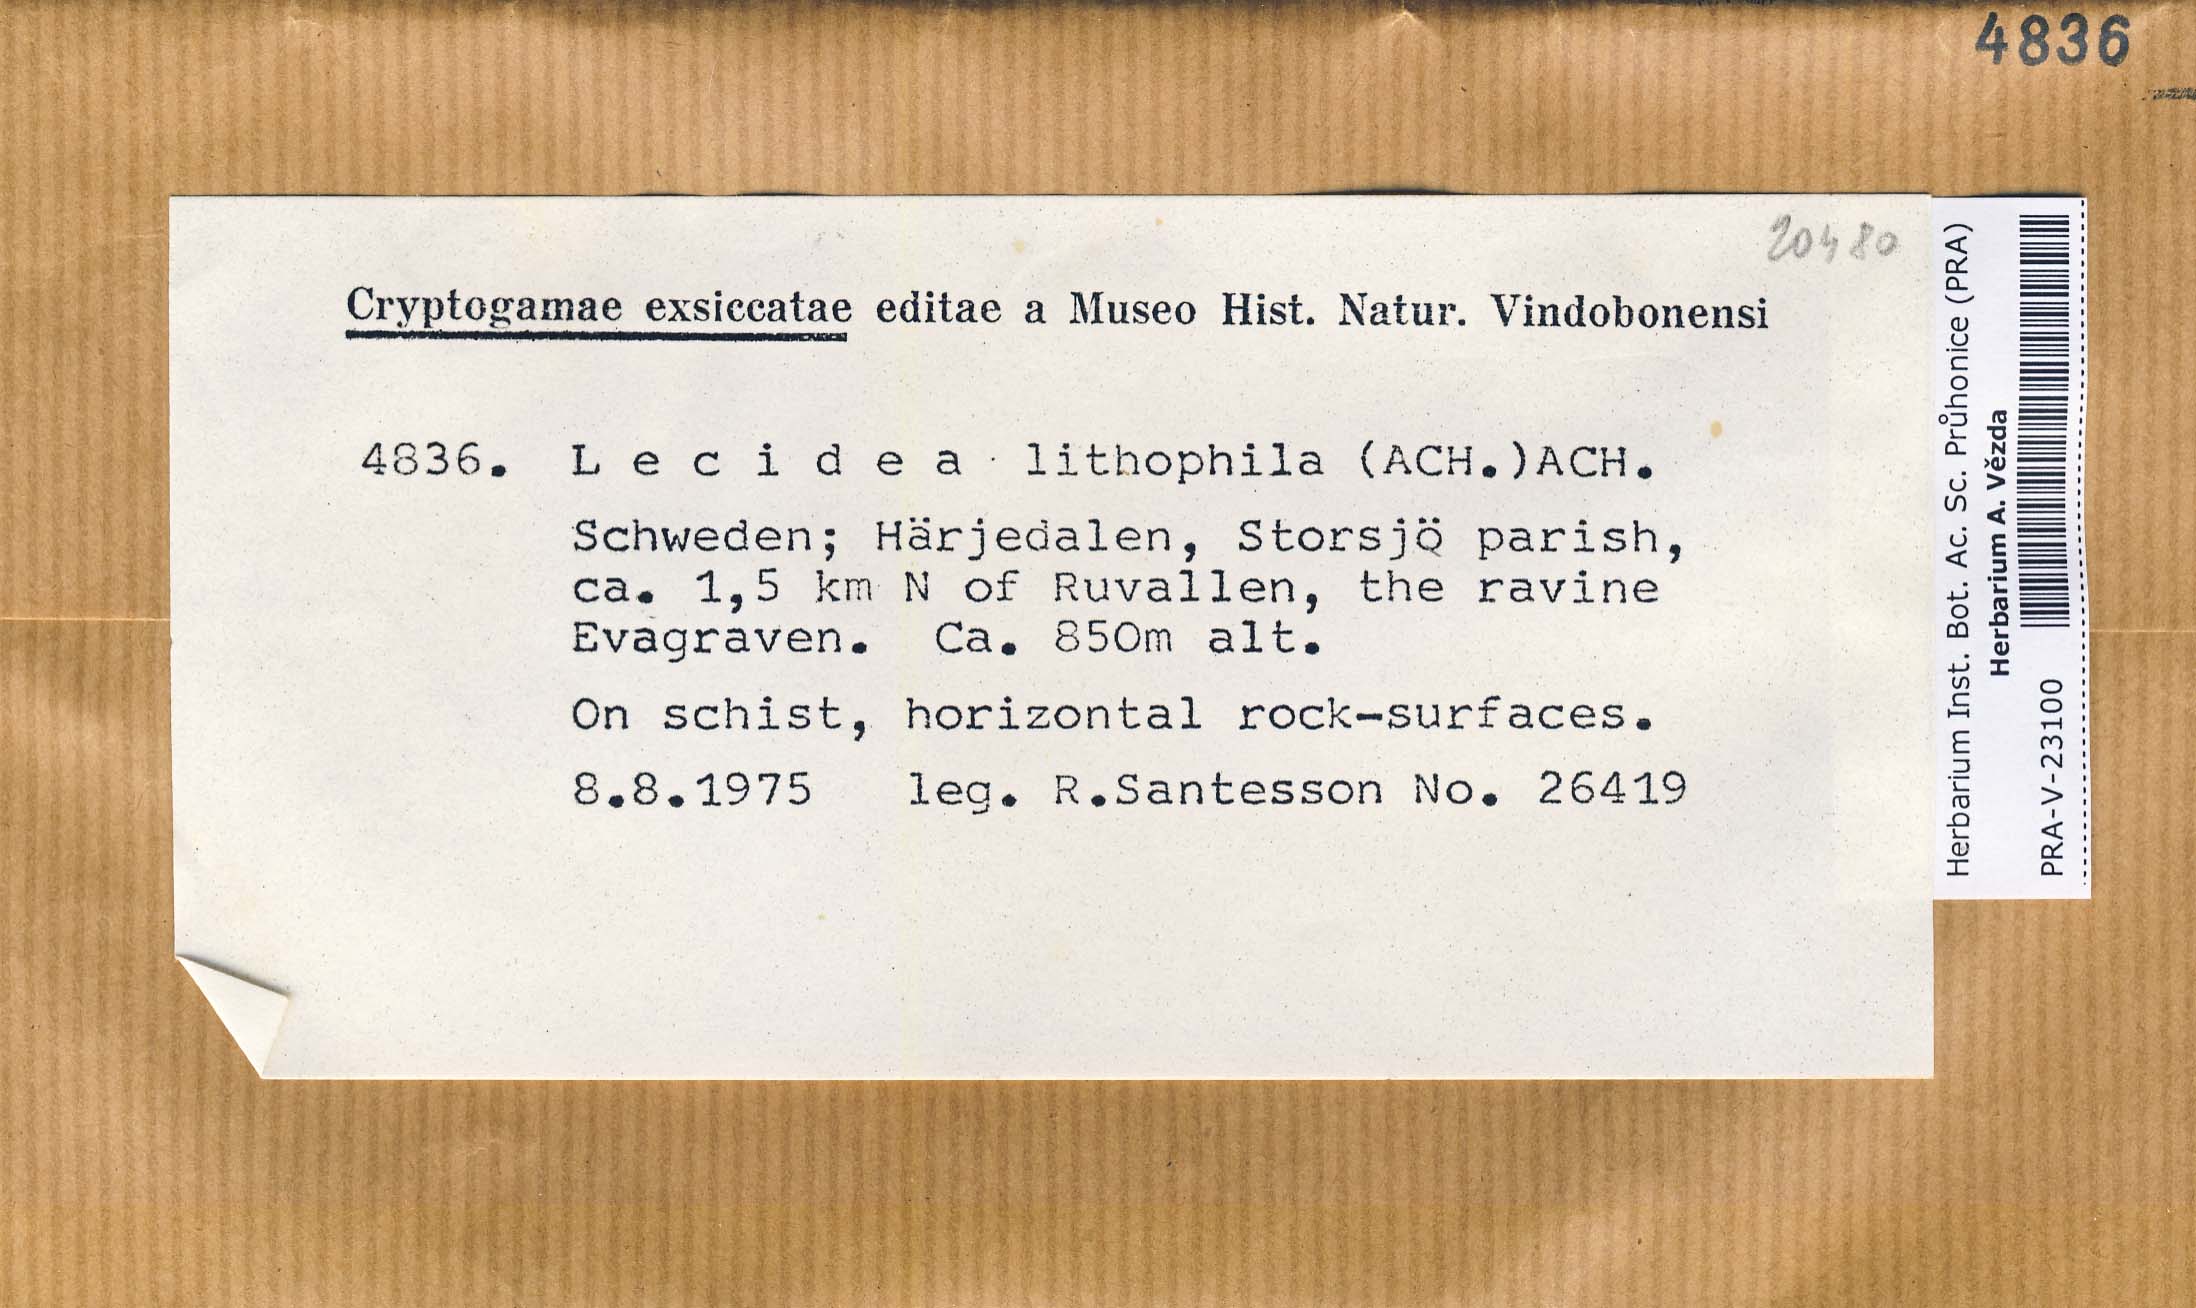 4836
20480
Cryptogamae exsiccatae editae a Museo Hist. Natur. Vindobonensi
4836. L e c i d e a lithophila (ACH.)ACH.
Schweden; Härjedalen, Storsjö parish,
ca. 1,5 km N of Ruvallen, the ravine
Evagraven. Ca. 850m alt.
On schist, horizontal rock-surfaces.
8.8.1975 leg. R.Santesson No. 26419
Herbarium Inst. Bot. Ac. Sc. Průhonice (PRA)
Herbarium A. Vězda
PRA-V-23100